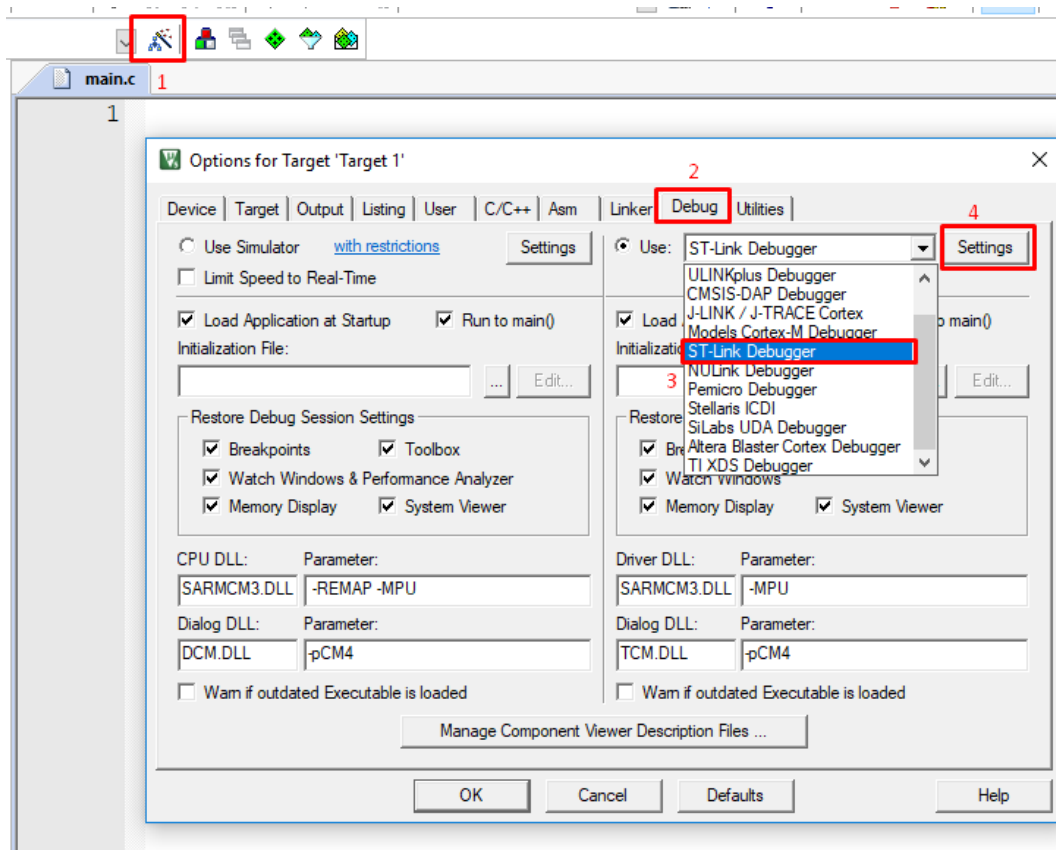 main.c
1
1
Options for Target 'Target 1'
2
Device Target Output Listing User C/C++ Asm Linker Debug Utilities
4
Use Simulator with restrictions Settings
Use: ST-Link Debugger Settings
Limit Speed to Real-Time
ULINKplus Debugger
CMSIS-DAP Debugger
J-LINK / J-TRACE Cortex
Models Cortex-M Debugger
ST-Link Debugger
NULink Debugger
Pemicro Debugger
Stellaris ICDI
SiLabs UDA Debugger
Altera Blaster Cortex Debugger
TI XDS Debugger
3
Load Application at Startup Run to main()
Load main()
Initialization File:
... Edit...
Edit...
Restore Debug Session Settings
Restore
Breakpoints Toolbox
Watch Windows & Performance Analyzer
Watch Windows
Memory Display System Viewer
Memory Display System Viewer
CPU DLL: Parameter:
Driver DLL: Parameter:
SARMCM3.DLL -REMAP -MPU
SARMCM3.DLL -MPU
Dialog DLL: Parameter:
Dialog DLL: Parameter:
DCM.DLL -pCM4
TCM.DLL -pCM4
Warn if outdated Executable is loaded
Warn if outdated Executable is loaded
Manage Component Viewer Description Files ...
OK Cancel Defaults Help